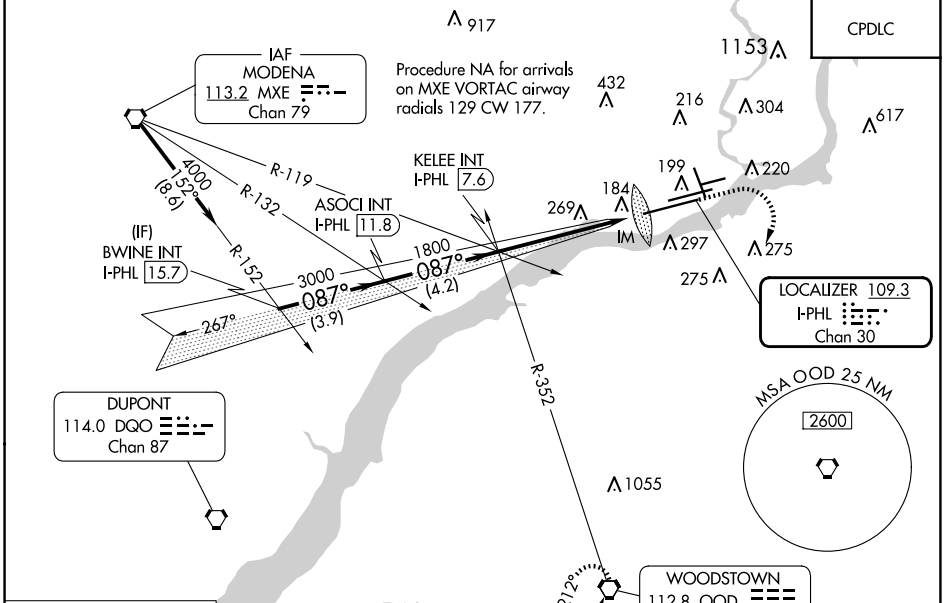 CPDLC
917
1153
IAF
MODENA
113.2 MXE
Chan 79
Procedure NA for arrivals
on MXE VORTAC airway
radials 129 CW 177.
432
216
304
617
4000
152°
(8.6)
R-119
R-132
R-152
KELEE INT
I-PHL 7.6
199
220
184
269
IM
297
275
275
ASOCI INT
I-PHL 11.8
(IF)
BWINE INT
I-PHL 15.7
3000
087°
(3.9)
1800
087°
(4.2)
267°
LOCALIZER 109.3
I-PHL
Chan 30
R-352
MSA OOD 25 NM
2600
DUPONT
114.0 DQO
Chan 87
1055
212°
WOODSTOWN
112.8 OOD